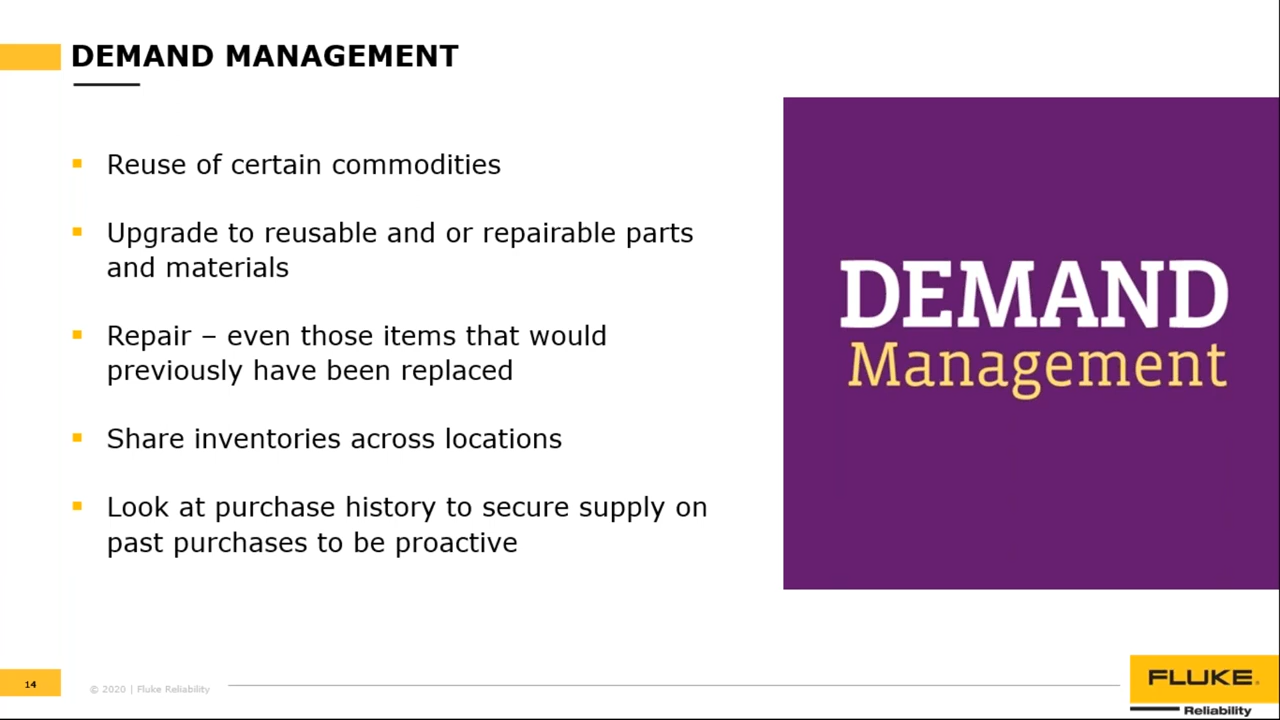 DEMAND MANAGEMENT
Reuse of certain commodities
Upgrade to reusable and or repairable parts
and materials
Repair – even those items that would
previously have been replaced
Share inventories across locations
Look at purchase history to secure supply on
past purchases to be proactive
DEMAND
Management
14
© 2020 | Fluke Reliability
FLUKE®
Reliability